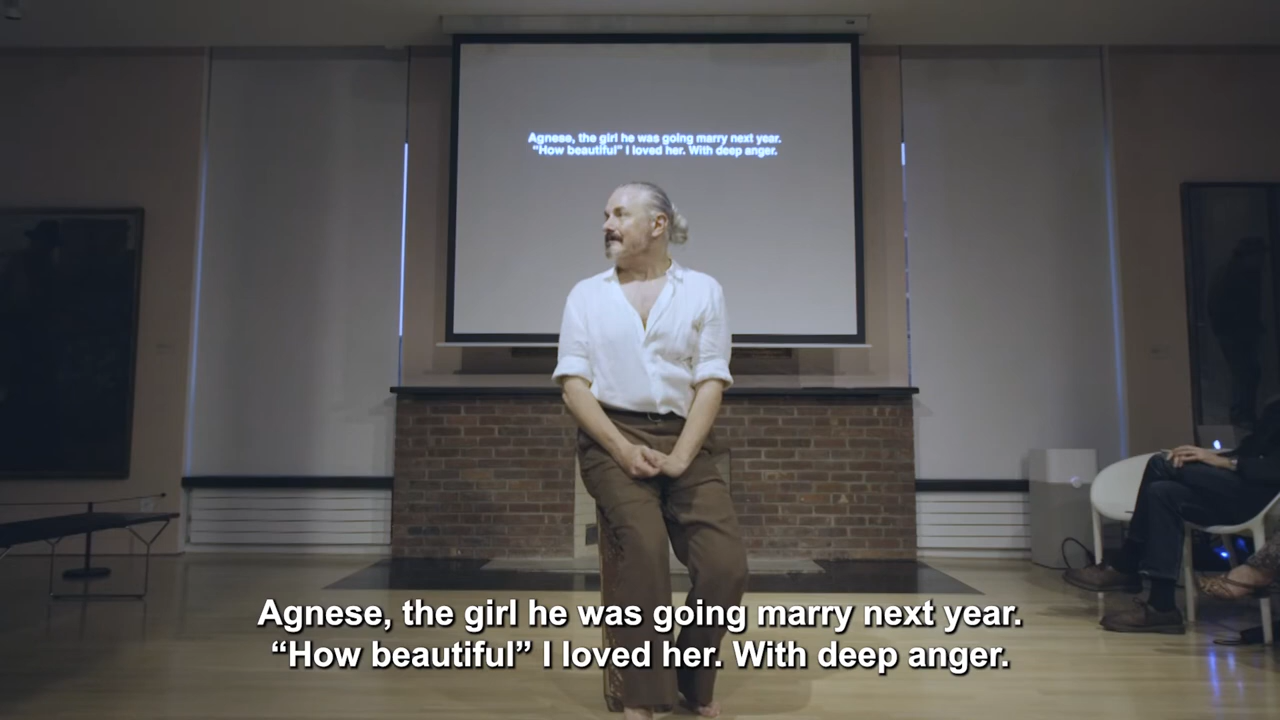 Agnese, the girl he was going marry next year.
“How beautiful” I loved her. With deep anger.
Agnese, the girl he was going marry next year.
“How beautiful” I loved her. With deep anger.